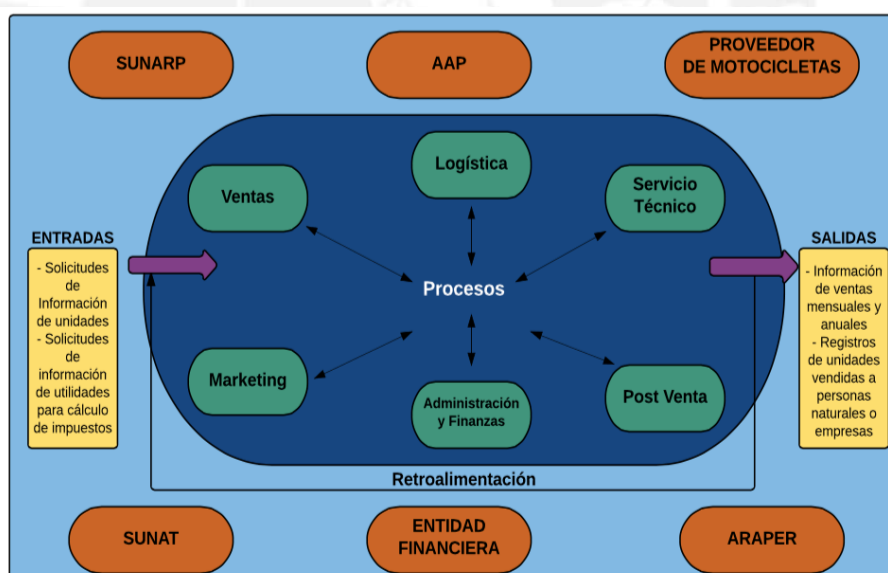 SUNARP
AAP
PROVEEDOR
DE MOTOCICLETAS
Logística
Ventas
Servicio
Técnico
ENTRADAS
- Solicitudes
de
Información
de unidades
- Solicitudes
de
información
de utilidades
para cálculo
de impuestos
Procesos
SALIDAS
- Información
de ventas
mensuales y
anuales
- Registros
de unidades
vendidas a
personas
naturales o
empresas
Marketing
Administración
y Finanzas
Post Venta
Retroalimentación
SUNAT
ENTIDAD
FINANCIERA
ARAPER